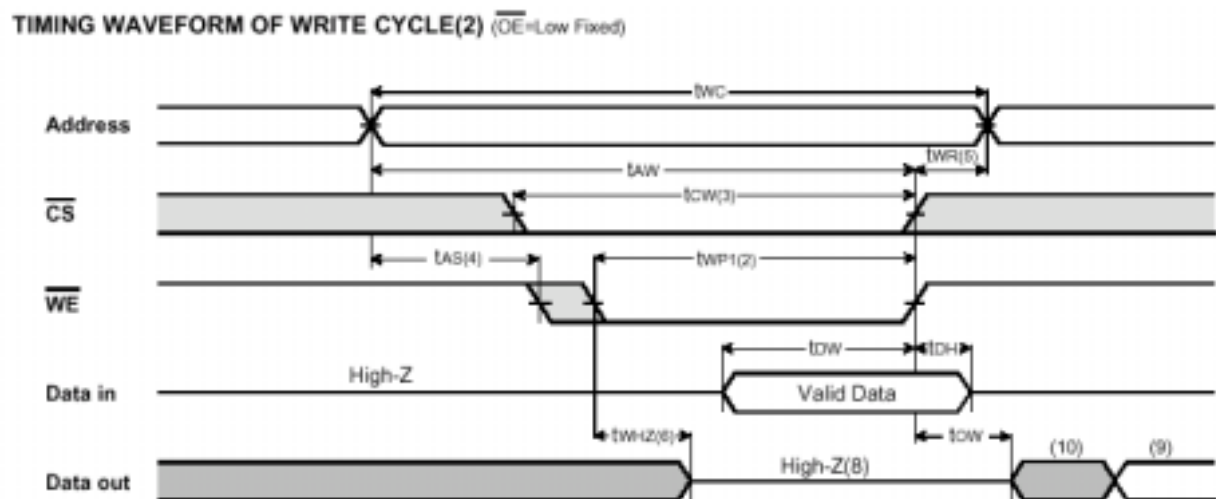 TIMING WAVEFORM OF WRITE CYCLE(2) (OE=Low Fixed)
tWC
Address
tAW
tWR(5)
CS
tCW(3)
tAS(4)
tWP1(2)
WE
tDW
tDH
Data in
High-Z
Valid Data
tWHZ(6)
tOW
Data out
High-Z(8)
(10)
(9)